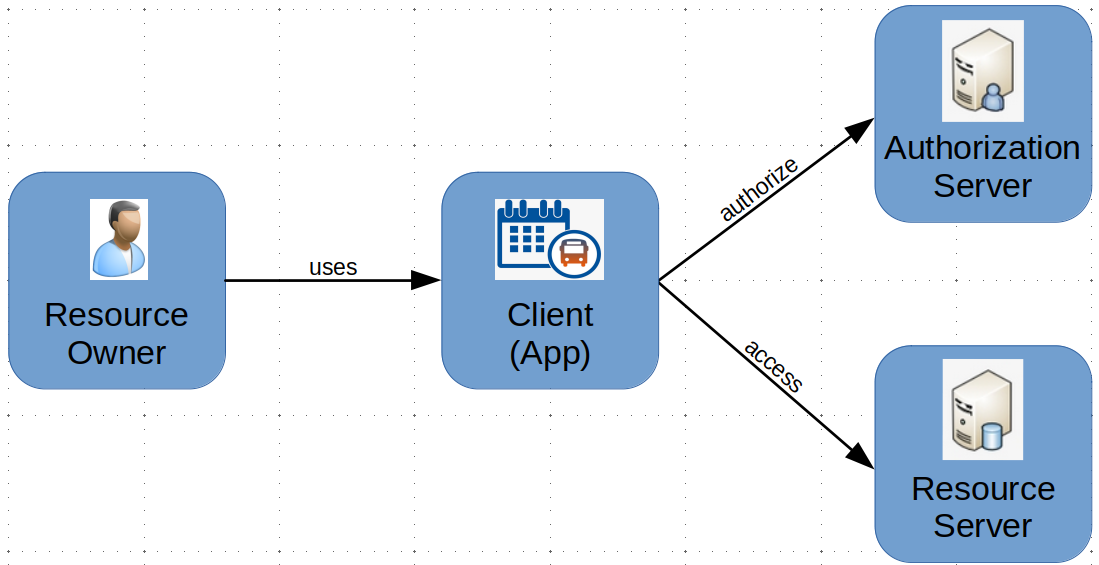 Resource
Owner
uses
Client
(App)
authorize
access
Authorization
Server
Resource
Server